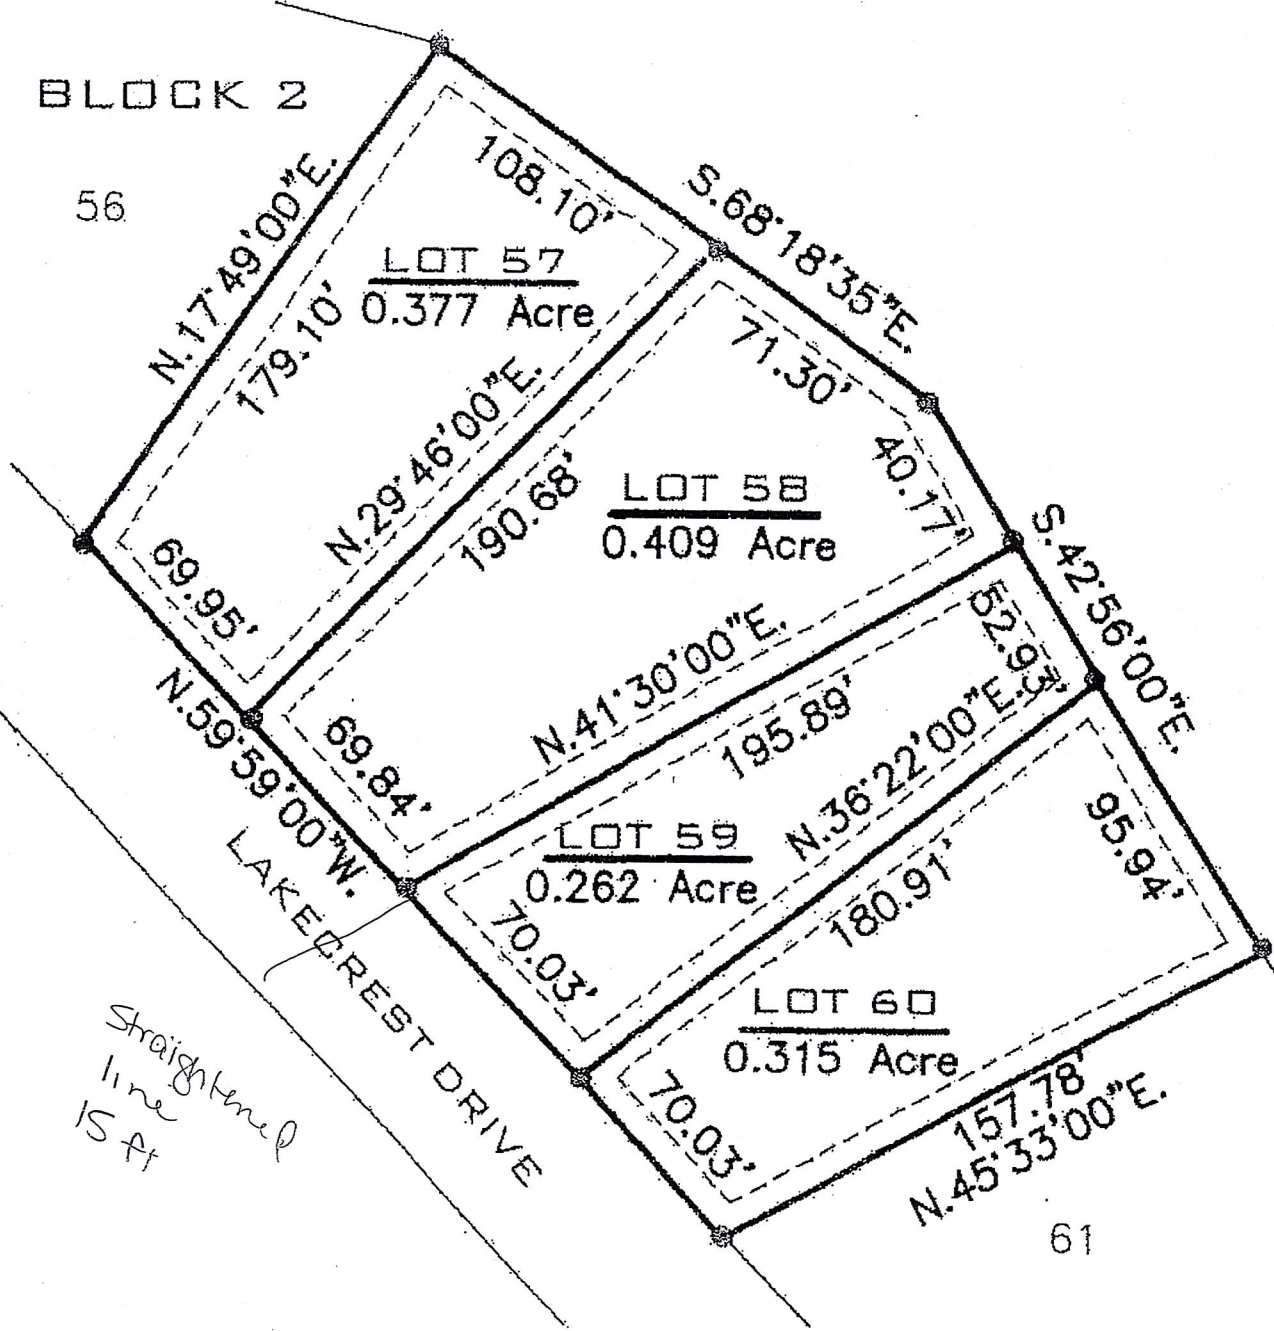 BLOCK 2
56
N.17°49'00"E.
179.10'
108.10'
S.68°18'35"E.
LOT 57
0.377 Acre
69.95'
N.29°46'00"E.
190.68'
71.30'
40.17'
LOT 58
0.409 Acre
S.42°56'00"E.
69.84'
N.41°30'00"E.
195.89'
52.93'
N.59°59'00"W.
LOT 59
0.262 Acre
70.03'
N.36°22'00"E.
180.91'
95.94'
LOT 60
0.315 Acre
70.03'
157.78'
N.45°33'00"E.
LAKECREST DRIVE
Straightened
line
15 ft
61